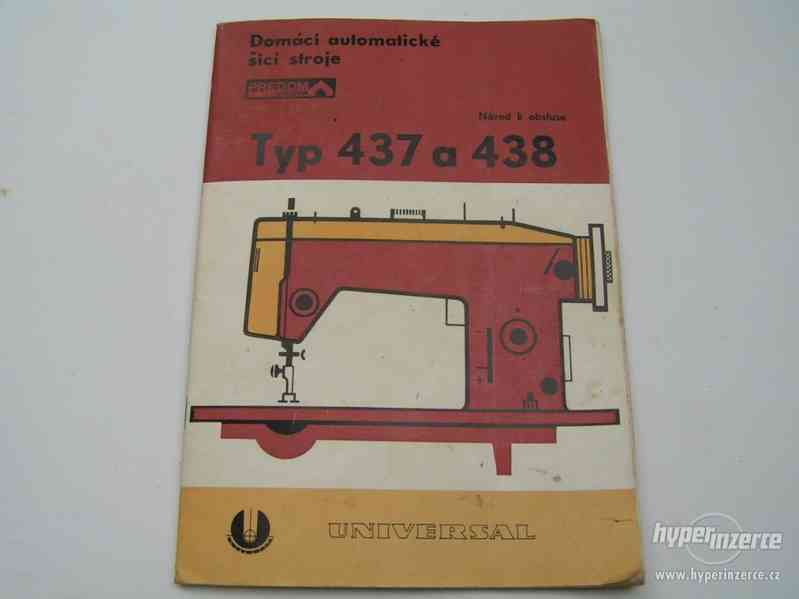 Domácí automatické
šicí stroje
PREDOM
Návod k obsluze
Typ 437 a 438
UNIVERSAL
hyperinzerce
www.hyperinzerce.cz